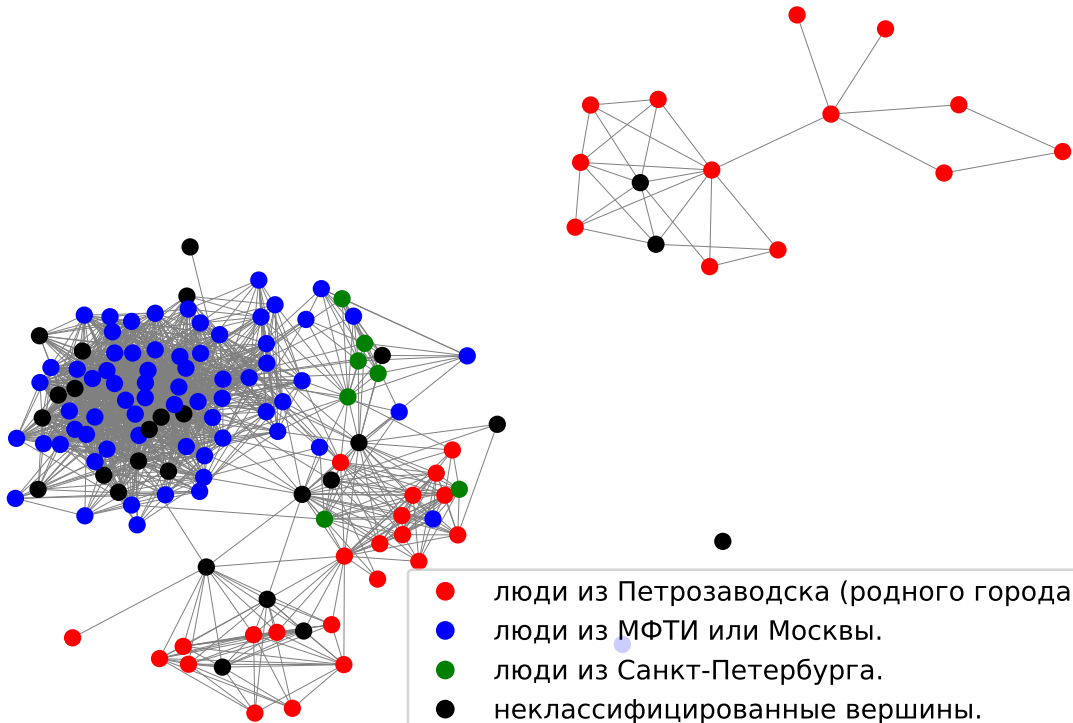 люди из Петрозаводска (родного города
люди из МФТИ или Москвы.
люди из Санкт-Петербурга.
неклассифицированные вершины.